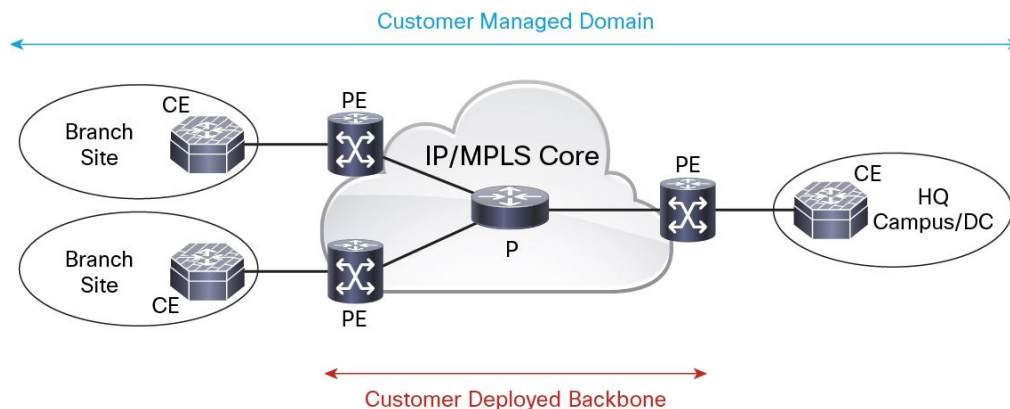 Customer Managed Domain
CE
Branch
Site
PE
IP/MPLS Core
PE
CE
HQ
Campus/DC
P
Branch
Site
CE
PE
Customer Deployed Backbone